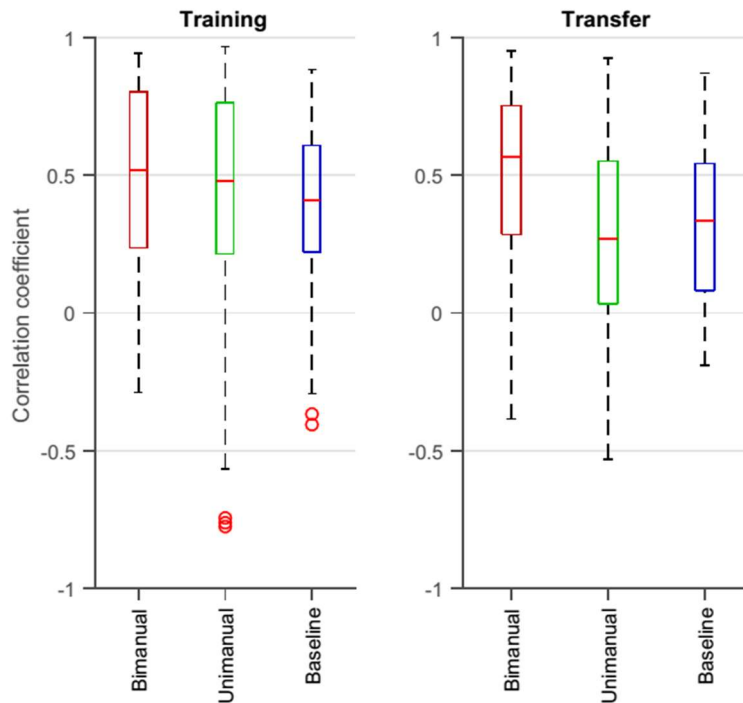 Training
Correlation coefficient
1
0.5
0
-0.5
-1
Bimanual
Unimanual
Baseline
Transfer
1
0.5
0
-0.5
-1
Bimanual
Unimanual
Baseline